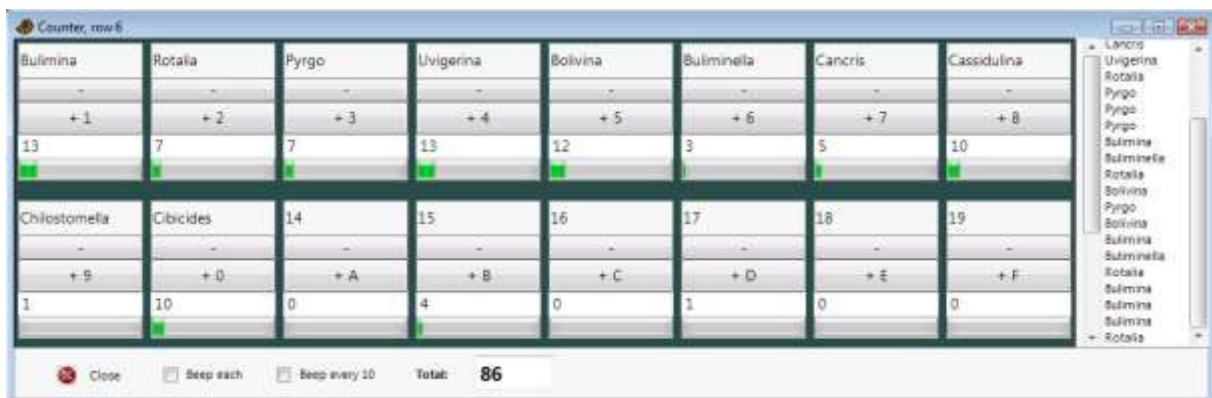 Counter, row 6
Bulimina Rotalia Pyrgo Uvigerina Bolivina Buliminella Cancris Cassidulina
- - - - - - - -
+ 1 + 2 + 3 + 4 + 5 + 6 + 7 + 8
13 7 7 13 12 3 5 10
Chilostomella Cibicides 14 15 16 17 18 19
- - - - - - - -
+ 9 + 0 + A + B + C + D + E + F
1 10 0 4 0 1 0 0
Cancris
Uvigerina
Rotalia
Pyrgo
Pyrgo
Pyrgo
Bulimina
Buliminella
Rotalia
Bolivina
Pyrgo
Bolivina
Bulimina
Buliminella
Rotalia
Bulimina
Bulimina
Bulimina
Rotalia
Close Beep each Beep every 10 Total: 86